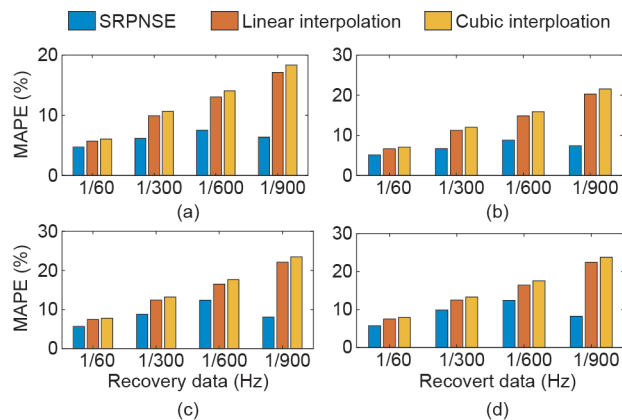 SRPNSE Linear interpolation Cubic interploation
MAPE (%)
20
10
0
1/60 1/300 1/600 1/900
(a)
30
20
10
0
1/60 1/300 1/600 1/900
(b)
MAPE (%)
30
20
10
0
1/60 1/300 1/600 1/900
Recovery data (Hz)
(c)
30
20
10
0
1/60 1/300 1/600 1/900
Recovert data (Hz)
(d)